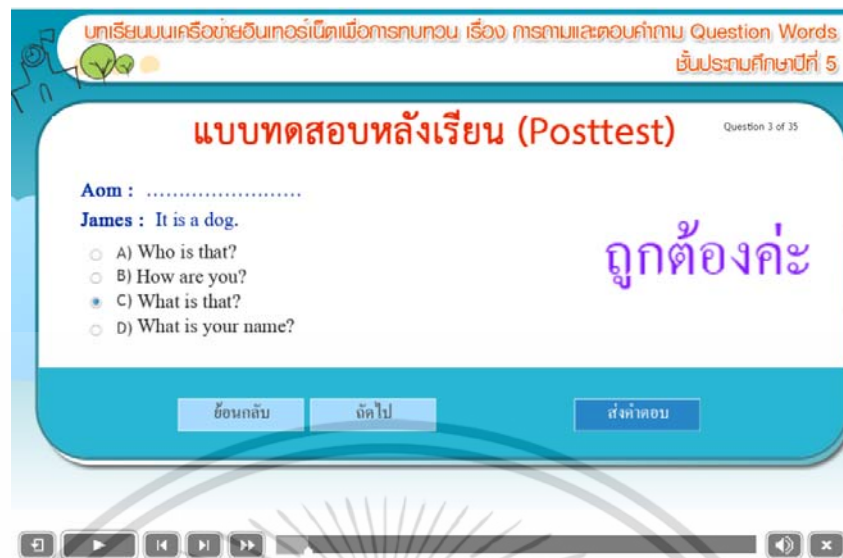 บทเรียนบนเครือข่ายอินเทอร์เน็ตเพื่อการทบทวน เรื่อง การถามและตอบคำถาม Question Words
ชั้นประถมศึกษาปีที่ 5
แบบทดสอบหลังเรียน (Posttest)
Question 3 of 35
Aom : ........................
James : It is a dog.
A) Who is that?
B) How are you?
C) What is that?
D) What is your name?
ถูกต้องค่ะ
ย้อนกลับ
ถัดไป
ส่งคำตอบ